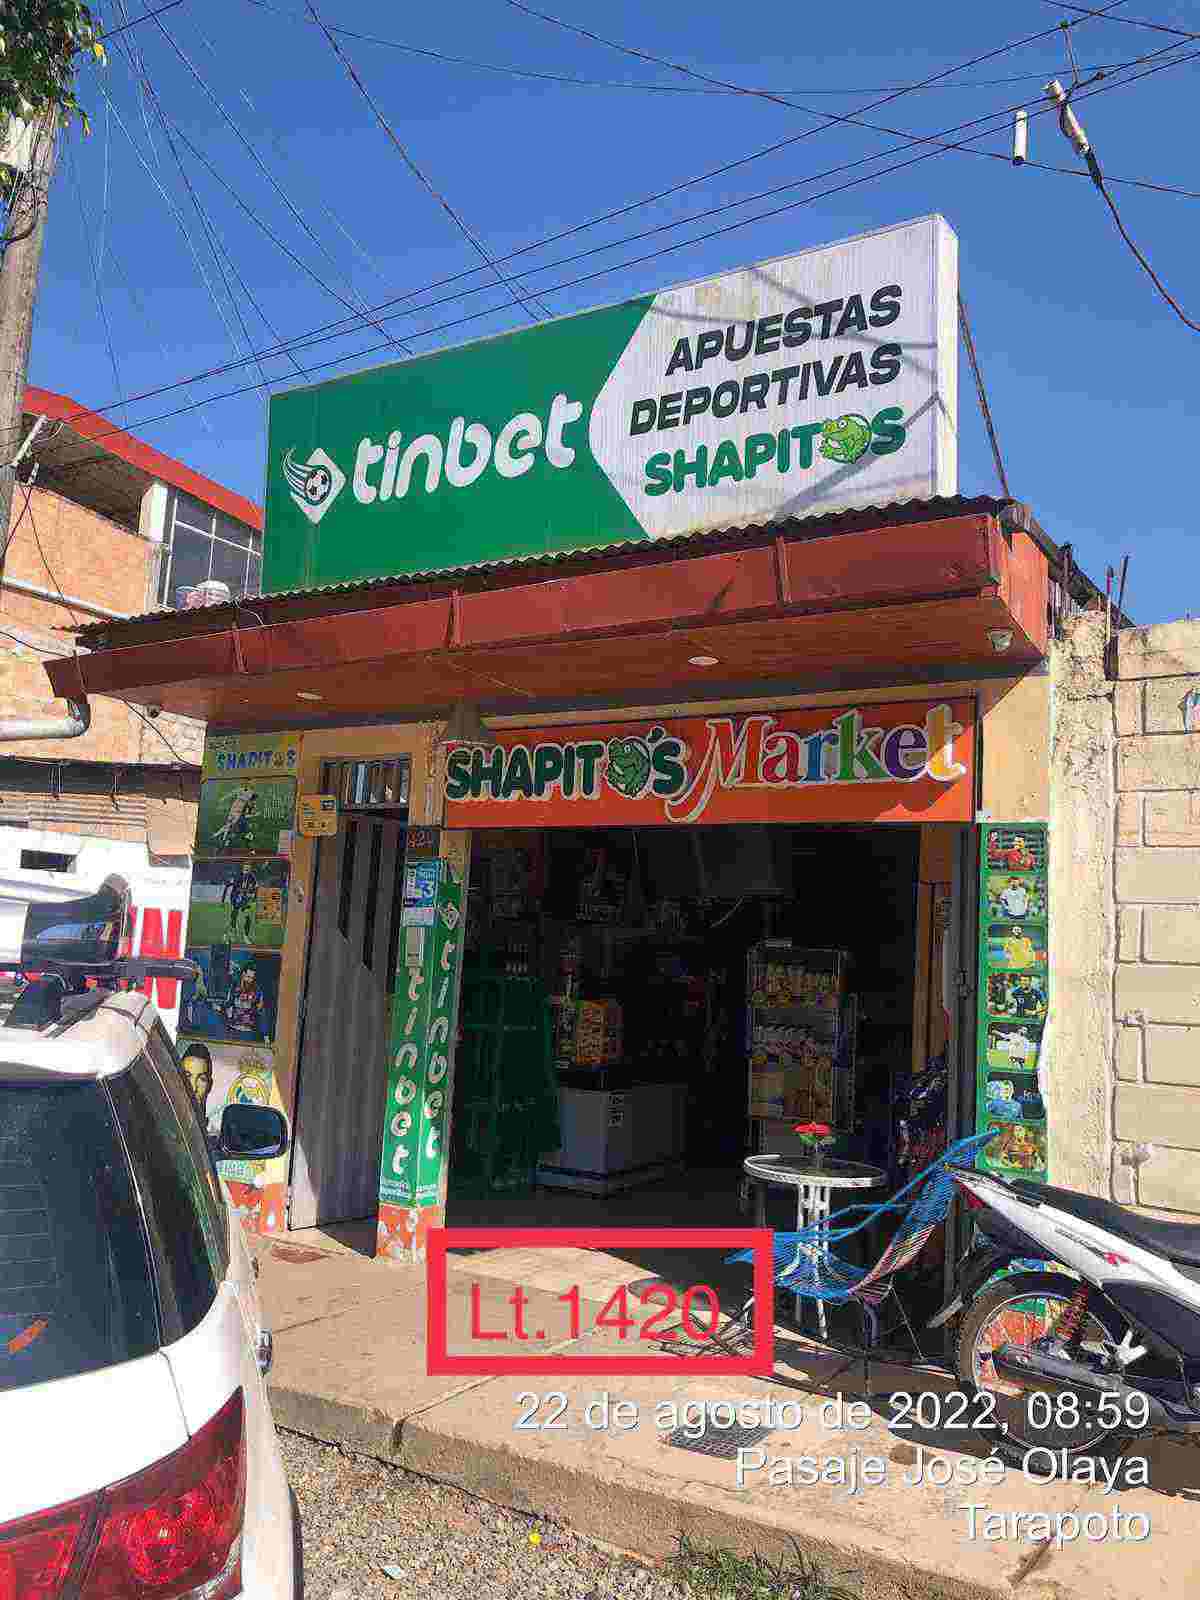 tinbet
APUESTAS
DEPORTIVAS
SHAPITOS
SHAPITO'S Market
SHAPITOS
tinbet
tinbet
Lt.1420
22 de agosto de 2022, 08:59
Pasaje José Olaya
Tarapoto